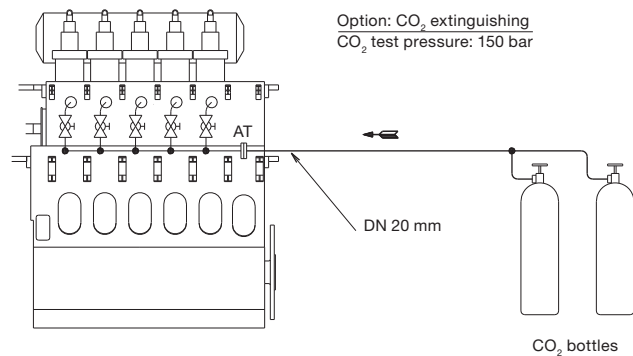 Option: CO₂ extinguishing
CO₂ test pressure: 150 bar
AT
DN 20 mm
CO₂ bottles